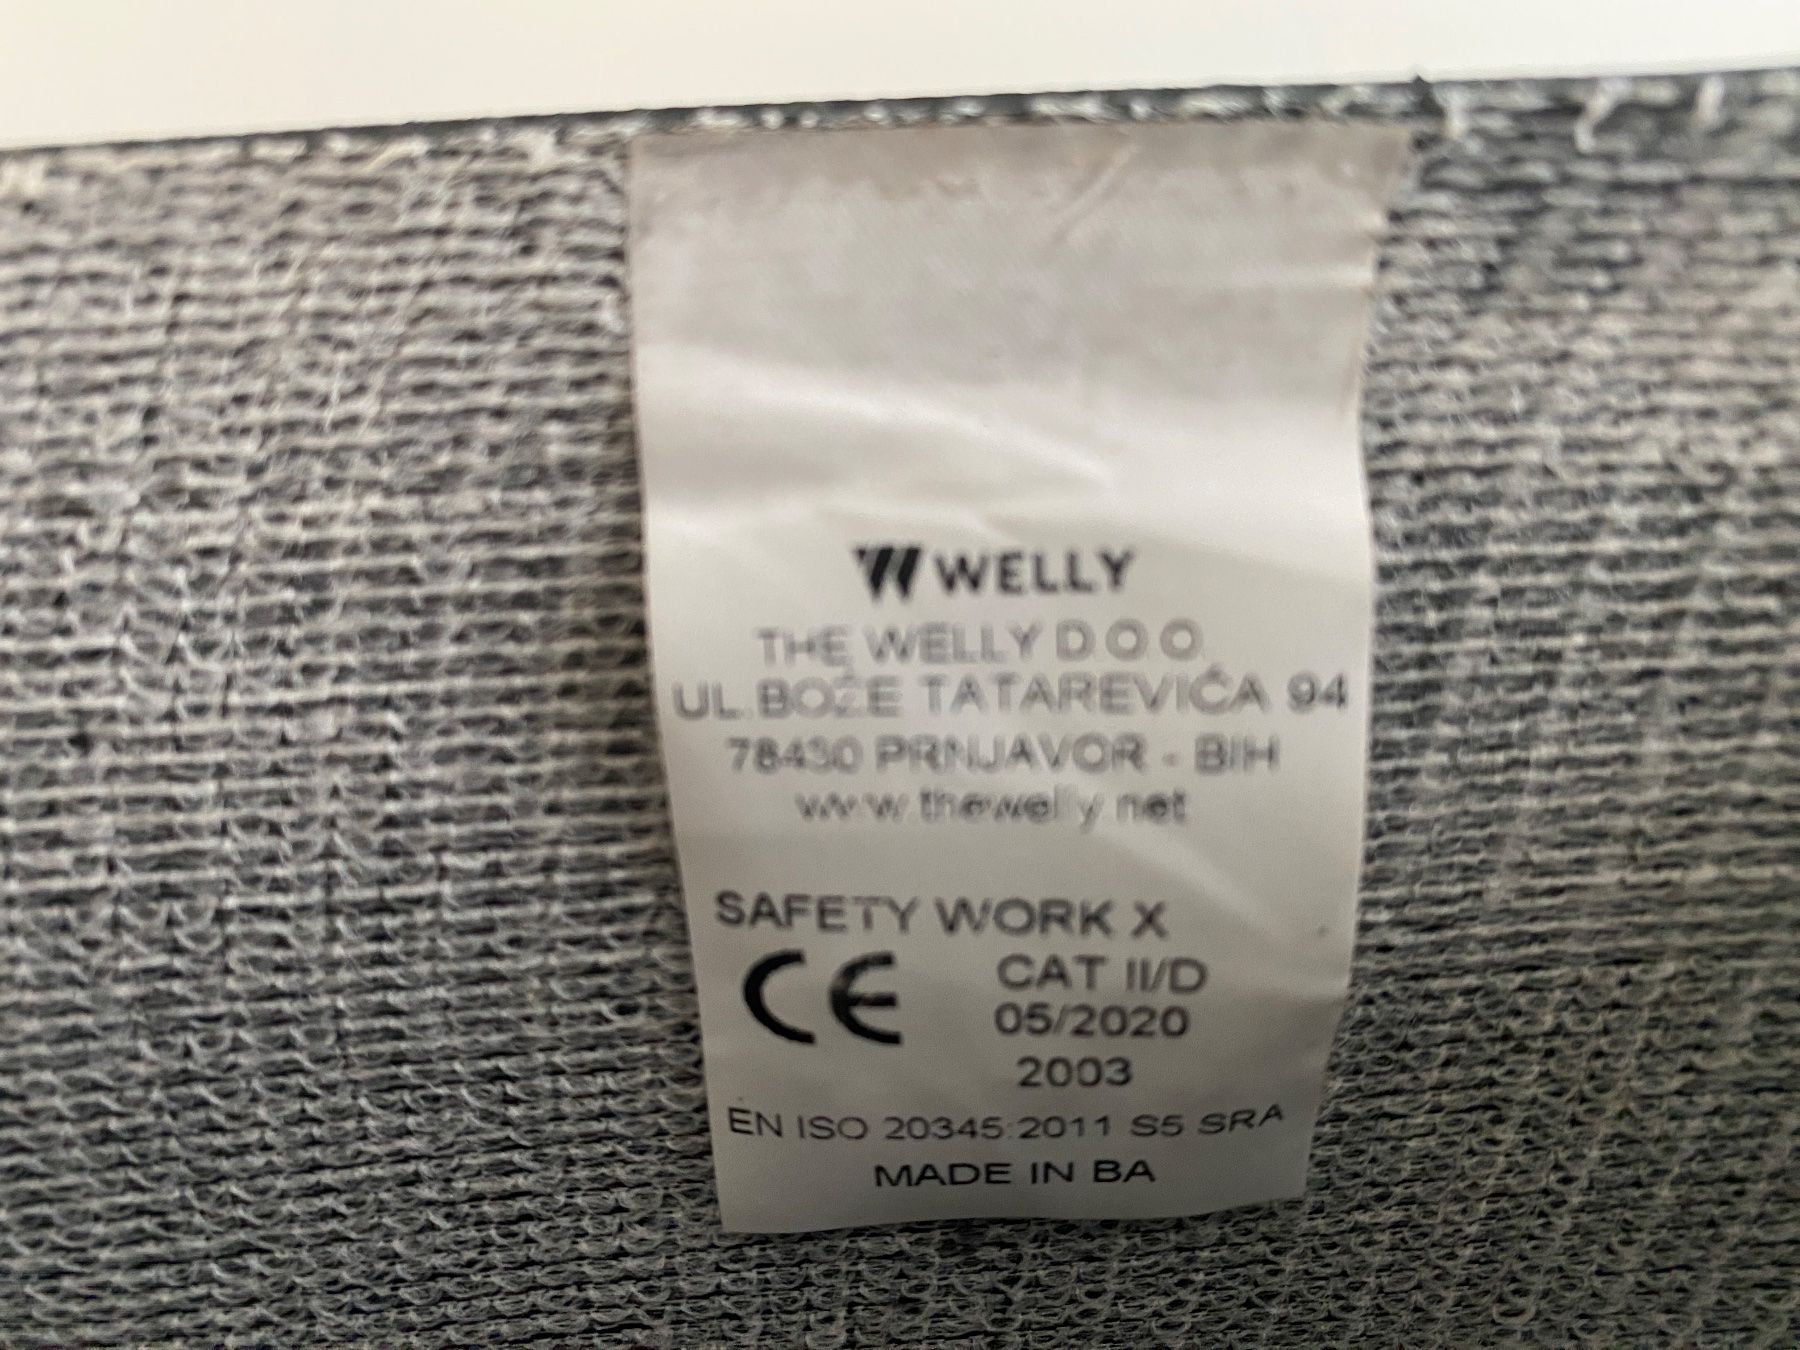 WELLY
THE WELLY D.O.O.
UL.BOŽE TATAREVIĆA 94
78430 PRNJAVOR - BIH
www.thewelly.net
SAFETY WORK X
CE CAT II/D
05/2020
2003
EN ISO 20345:2011 S5 SRA
MADE IN BA